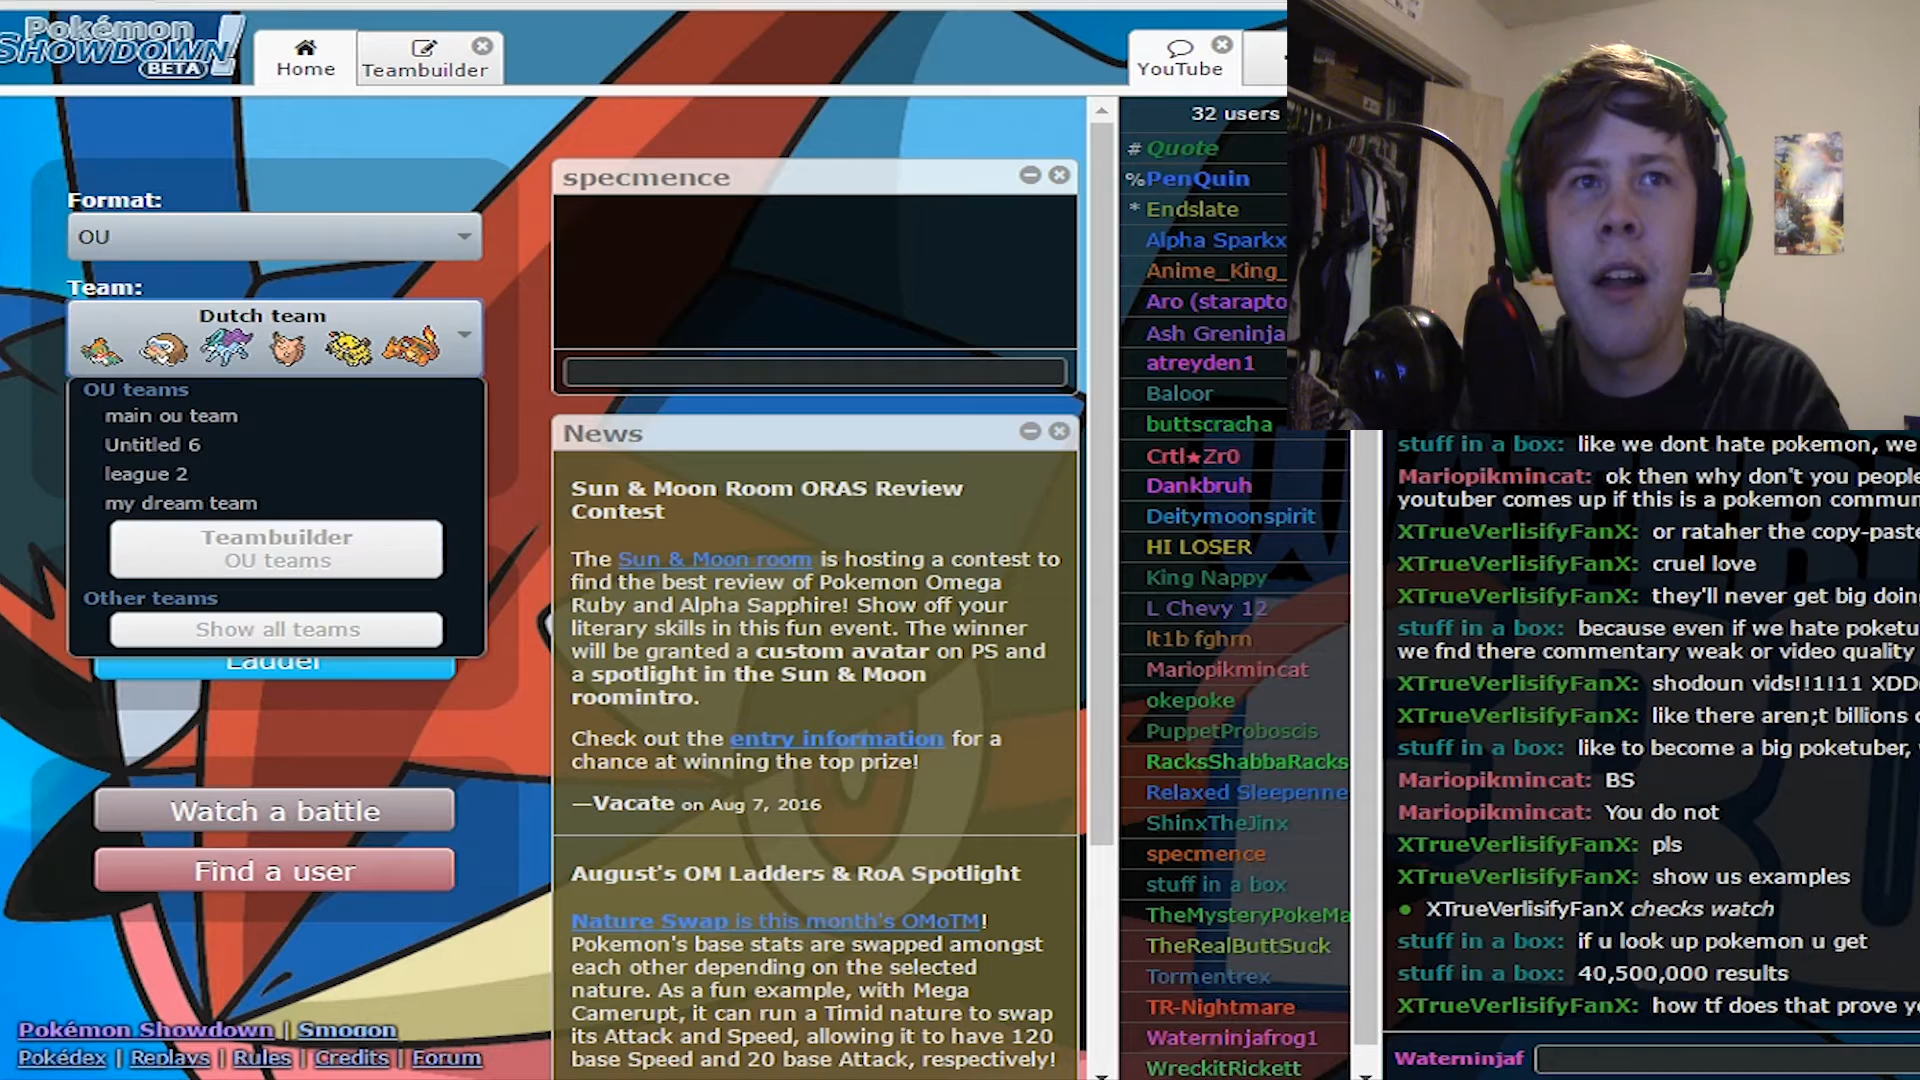 Pokémon
SHOWDOWN!
BETA
Home
Teambuilder
YouTube
Format:
OU
Team:
Dutch team
OU teams
main ou team
Untitled 6
league 2
my dream team
Teambuilder
OU teams
Other teams
Show all teams
Ladder
Watch a battle
Find a user
Pokémon Showdown | Smogon
Pokédex | Replays | Rules | Credits | Forum
specmence
News
Sun & Moon Room ORAS Review
Contest
The Sun & Moon room is hosting a contest to
find the best review of Pokemon Omega
Ruby and Alpha Sapphire! Show off your
literary skills in this fun event. The winner
will be granted a custom avatar on PS and
a spotlight in the Sun & Moon
roomintro.
Check out the entry information for a
chance at winning the top prize!
—Vacate on Aug 7, 2016
August's OM Ladders & RoA Spotlight
Nature Swap is this month's OMoTM!
Pokemon's base stats are swapped amongst
each other depending on the selected
nature. As a fun example, with Mega
Camerupt, it can run a Timid nature to swap
its Attack and Speed, allowing it to have 120
base Speed and 20 base Attack, respectively!
32 users
# Quote
%PenQuin
* Endslate
Alpha Sparkx
Anime_King_
Aro (starapto
Ash Greninja
atreyden1
Baloor
buttscracha
Crtl★Zr0
Dankbruh
Deitymoonspirit
HI LOSER
King Nappy
L Chevy 12
lt1b fghrn
Mariopikmincat
okepoke
PuppetProboscis
RacksShabbaRacks
Relaxed Sleepenne
ShinxTheJinx
specmence
stuff in a box
TheMysteryPokeMa
TheRealButtSuck
Tormentrex
TR-Nightmare
Waterninjafrog1
WreckitRickett
stuff in a box: like we dont hate pokemon, we
Mariopikmincat: ok then why don't you people
youtuber comes up if this is a pokemon commun
XTrueVerlisifyFanX: or rataher the copy-paste
XTrueVerlisifyFanX: cruel love
XTrueVerlisifyFanX: they'll never get big doin
stuff in a box: because even if we hate poketu
we fnd there commentary weak or video quality
XTrueVerlisifyFanX: shodoun vids!!1!11 XDD
XTrueVerlisifyFanX: like there aren;t billions
stuff in a box: like to become a big poketuber,
Mariopikmincat: BS
Mariopikmincat: You do not
XTrueVerlisifyFanX: pls
XTrueVerlisifyFanX: show us examples
• XTrueVerlisifyFanX checks watch
stuff in a box: if u look up pokemon u get
stuff in a box: 40,500,000 results
XTrueVerlisifyFanX: how tf does that prove yo
Waterninjaf